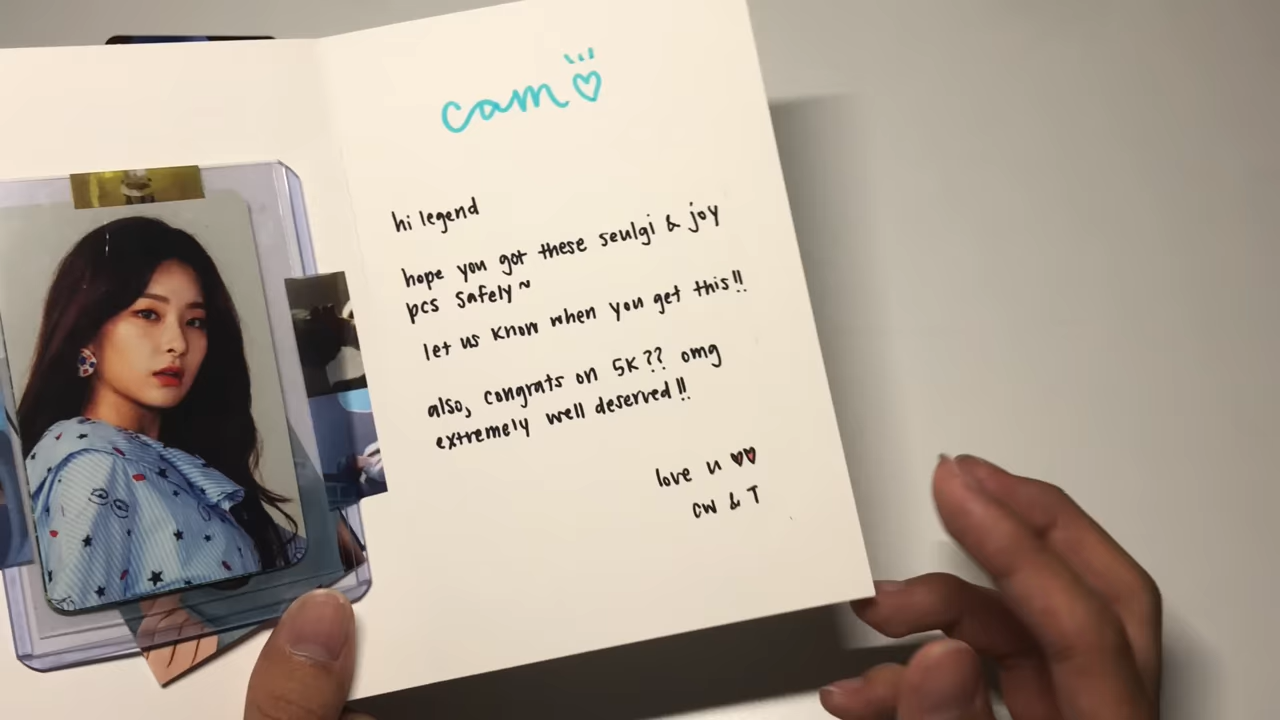 cam
hi legend
hope you got these seulgi & joy
pcs safely~
let us know when you get this!!
also, congrats on 5k?? omg
extremely well deserved!!
love u ♥♥
cw & T